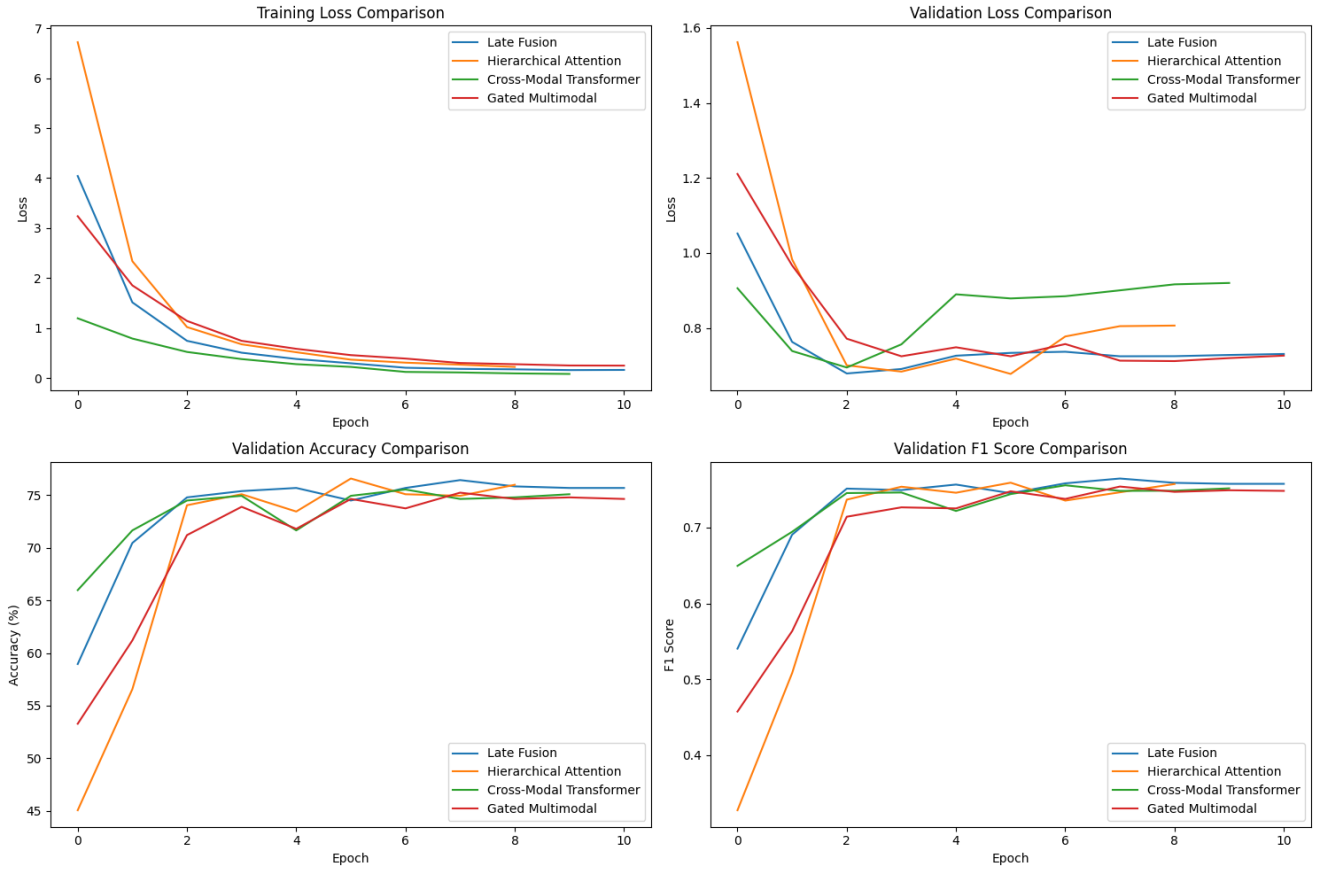 Training Loss Comparison
7
6
5
4
3
2
1
0
Loss
0 2 4 6 8 10
Epoch
Late Fusion
Hierarchical Attention
Cross-Modal Transformer
Gated Multimodal
Validation Loss Comparison
1.6
1.4
1.2
1.0
0.8
Loss
0 2 4 6 8 10
Epoch
Late Fusion
Hierarchical Attention
Cross-Modal Transformer
Gated Multimodal
Validation Accuracy Comparison
75
70
65
60
55
50
45
Accuracy (%)
0 2 4 6 8 10
Epoch
Late Fusion
Hierarchical Attention
Cross-Modal Transformer
Gated Multimodal
Validation F1 Score Comparison
0.7
0.6
0.5
0.4
F1 Score
0 2 4 6 8 10
Epoch
Late Fusion
Hierarchical Attention
Cross-Modal Transformer
Gated Multimodal